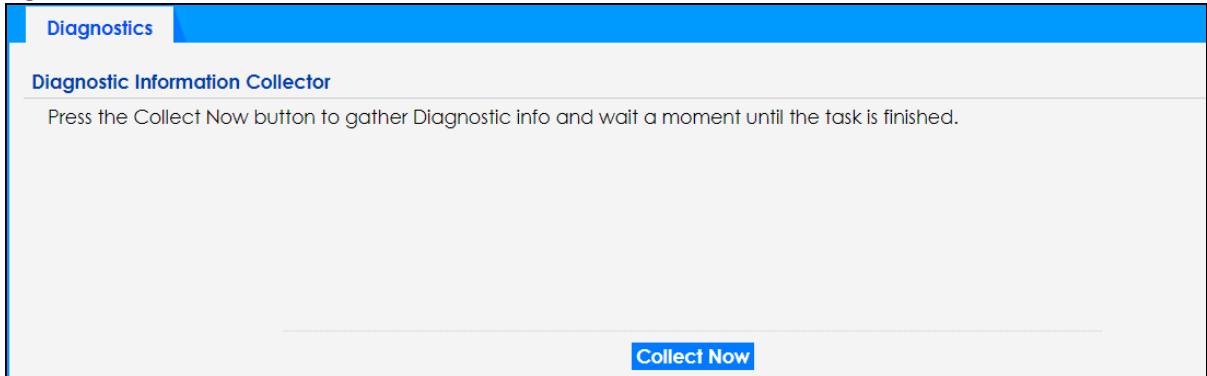 Diagnostics
Diagnostic Information Collector
Press the Collect Now button to gather Diagnostic info and wait a moment until the task is finished.
Collect Now